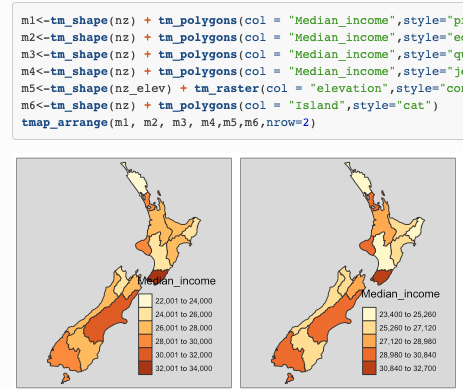 m1<-tm_shape(nz) + tm_polygons(col = "Median_income",style="p
m2<-tm_shape(nz) + tm_polygons(col = "Median_income",style="e
m3<-tm_shape(nz) + tm_polygons(col = "Median_income",style="q
m4<-tm_shape(nz) + tm_polygons(col = "Median_income",style="je
m5<-tm_shape(nz_elev) + tm_raster(col = "elevation",style="con
m6<-tm_shape(nz) + tm_polygons(col = "Island",style="cat")
tmap_arrange(m1, m2, m3, m4,m5,m6,nrow=2)
Median_income
22,001 to 24,000
24,001 to 26,000
26,001 to 28,000
28,001 to 30,000
30,001 to 32,000
32,001 to 34,000
Median_income
23,400 to 25,260
25,260 to 27,120
27,120 to 28,980
28,980 to 30,840
30,840 to 32,700